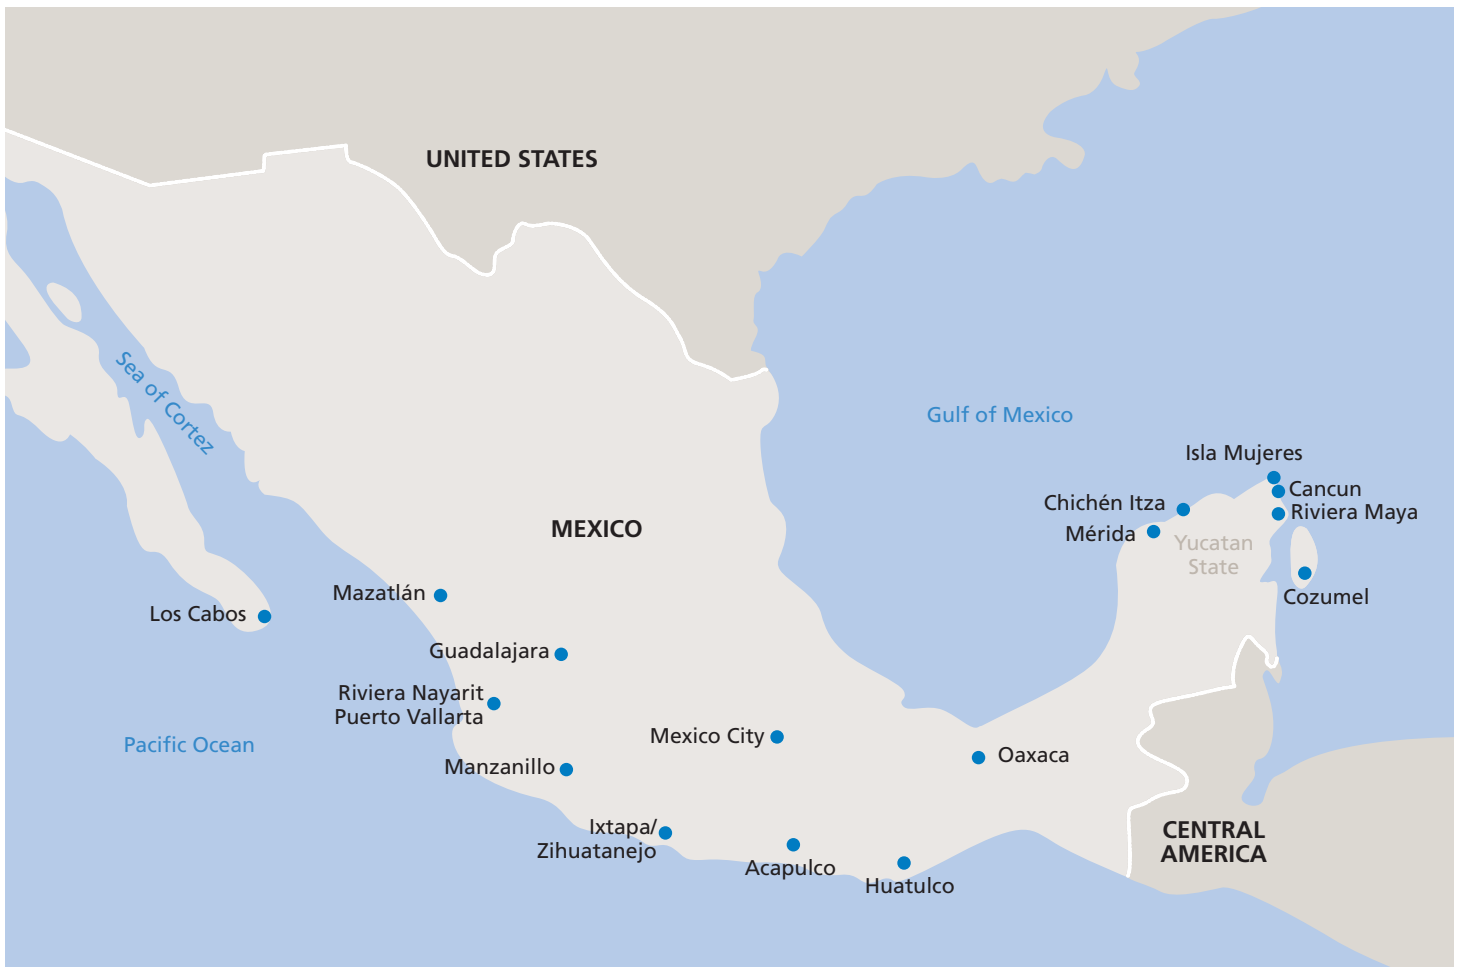 UNITED STATES
Sea of Cortez
Gulf of Mexico
Isla Mujeres
Cancun
Chichén Itza
Riviera Maya
MEXICO
Mérida
Yucatan
State
Mazatlán
Cozumel
Los Cabos
Guadalajara
Riviera Nayarit
Puerto Vallarta
Mexico City
Pacific Ocean
Oaxaca
Manzanillo
Ixtapa/
Zihuatanejo
CENTRAL
AMERICA
Acapulco
Huatulco